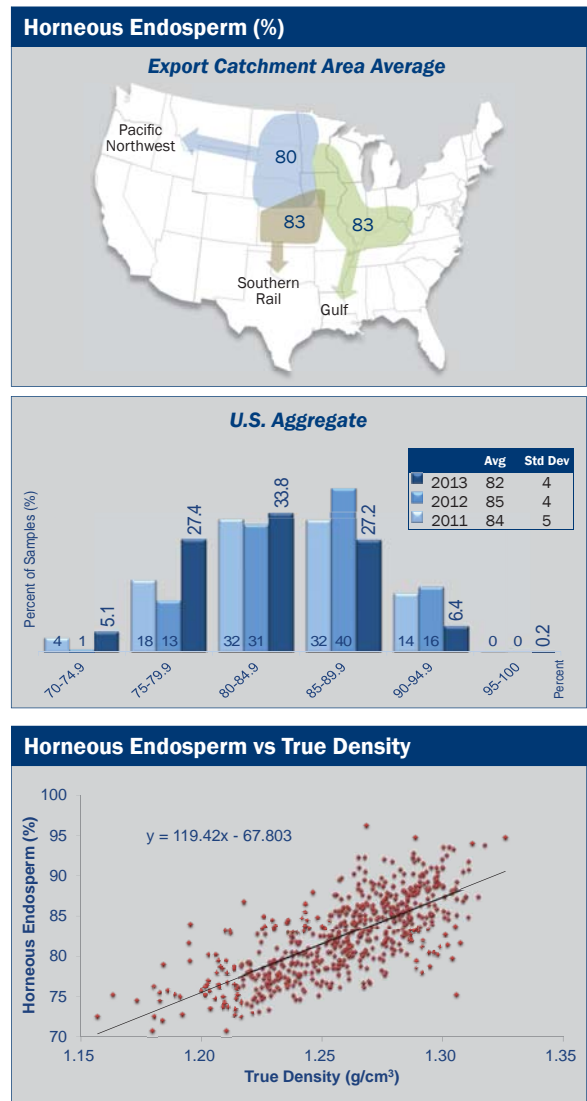 Horneous Endosperm (%)
Export Catchment Area Average
Pacific
Northwest
80
83
83
Southern
Rail
Gulf
U.S. Aggregate
Avg Std Dev
2013 82 4
2012 85 4
2011 84 5
Percent of Samples (%)
4 1 5.1
18 13 27.4
32 31 33.8
32 40 27.2
14 16 6.4
0 0 0.2
70-74.9
75-79.9
80-84.9
85-89.9
90-94.9
95-100
Percent
Horneous Endosperm vs True Density
Horneous Endosperm (%)
100
95
90
85
80
75
70
y = 119.42x - 67.803
1.15 1.20 1.25 1.30 1.35
True Density (g/cm³)